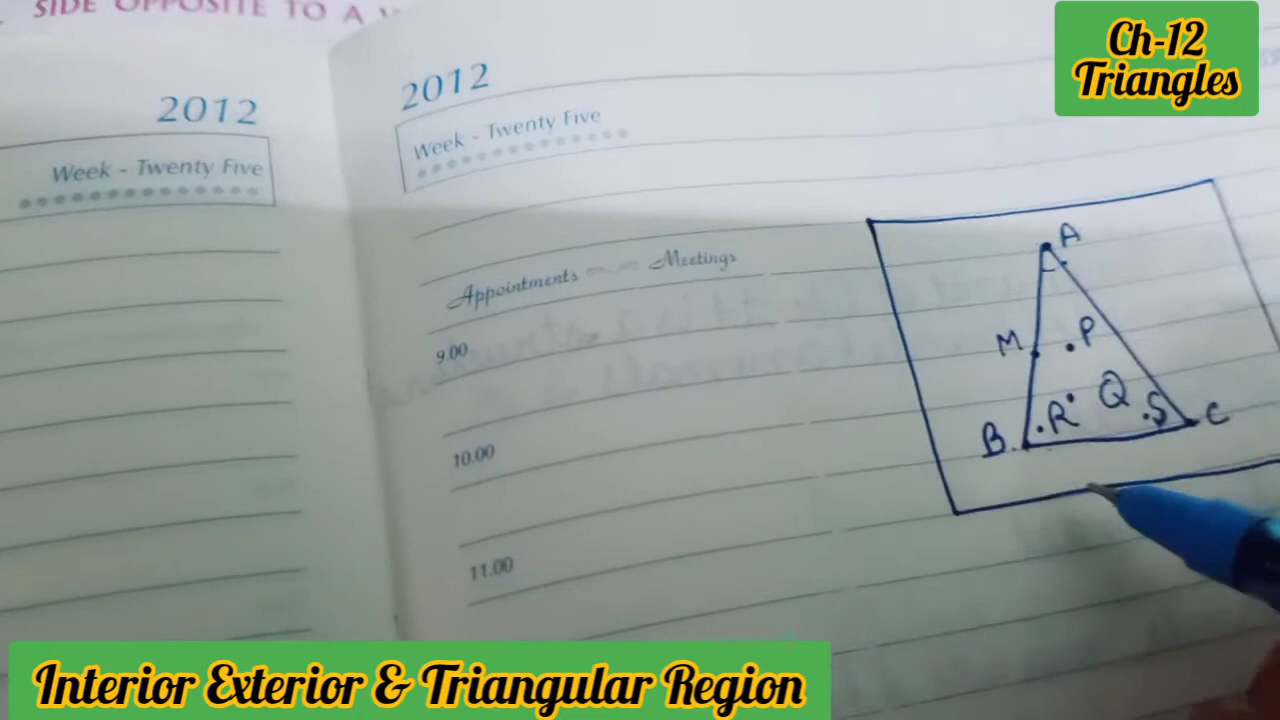 SIDE OPPOSITE TO A
Ch-12
Triangles
2012
Week - Twenty Five
2012
Week - Twenty Five
Appointments - - Meetings
9.00
10.00
11.00
A
M
P
Q
R
S
B
C
Interior Exterior & Triangular Region